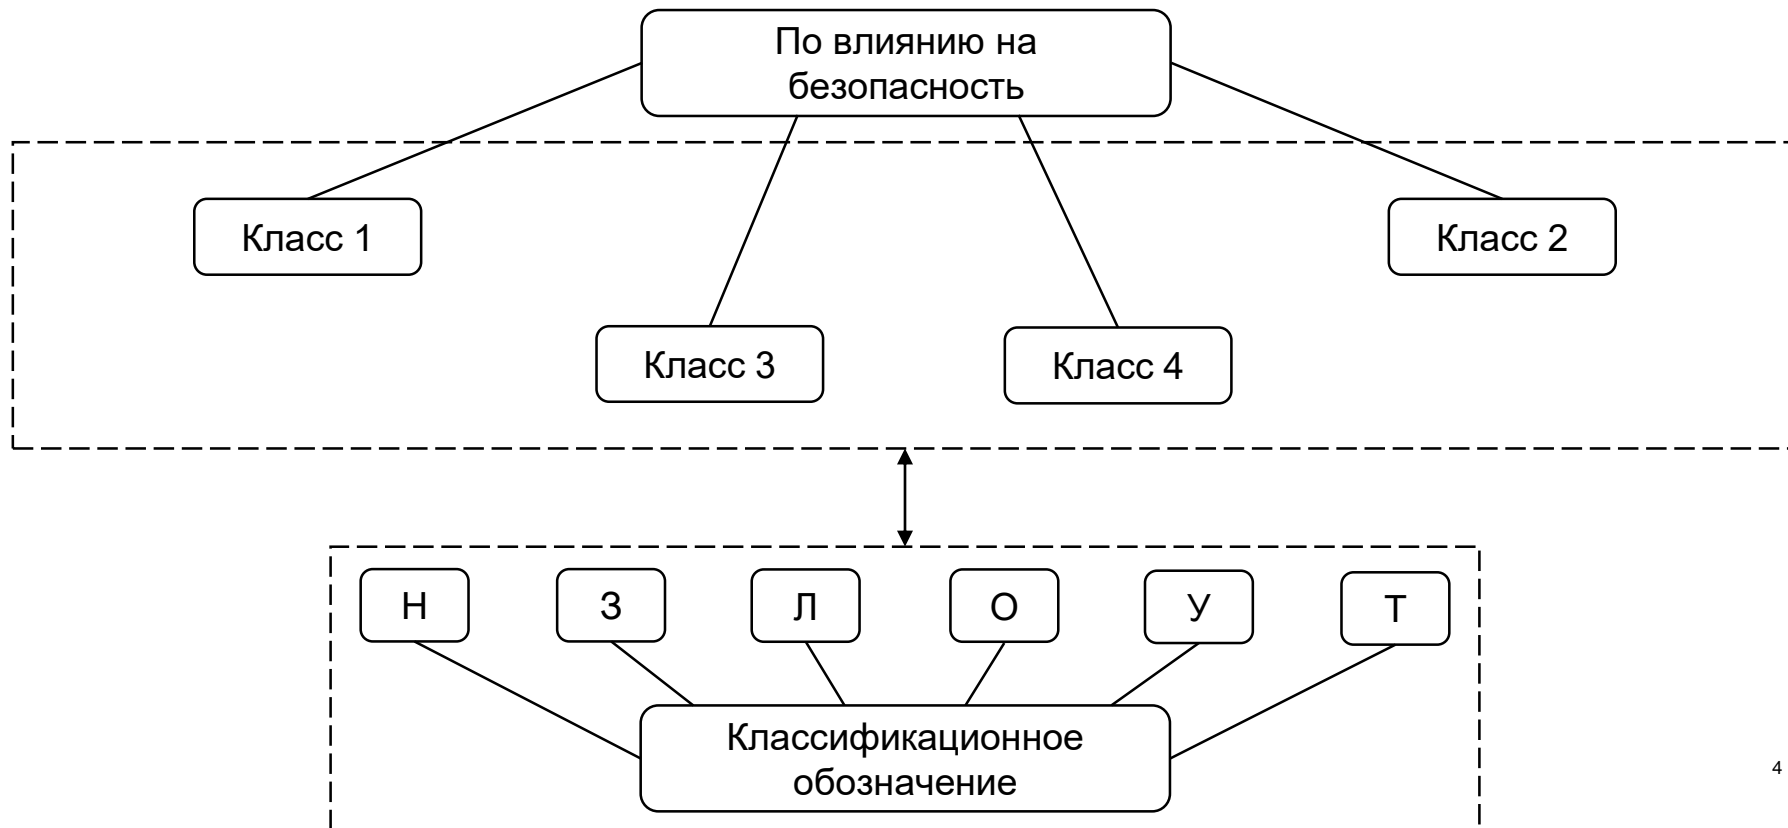 По влиянию на
безопасность
Класс 1
Класс 2
Класс 3
Класс 4
Н
З
Л
О
У
Т
Классификационное
обозначение
4